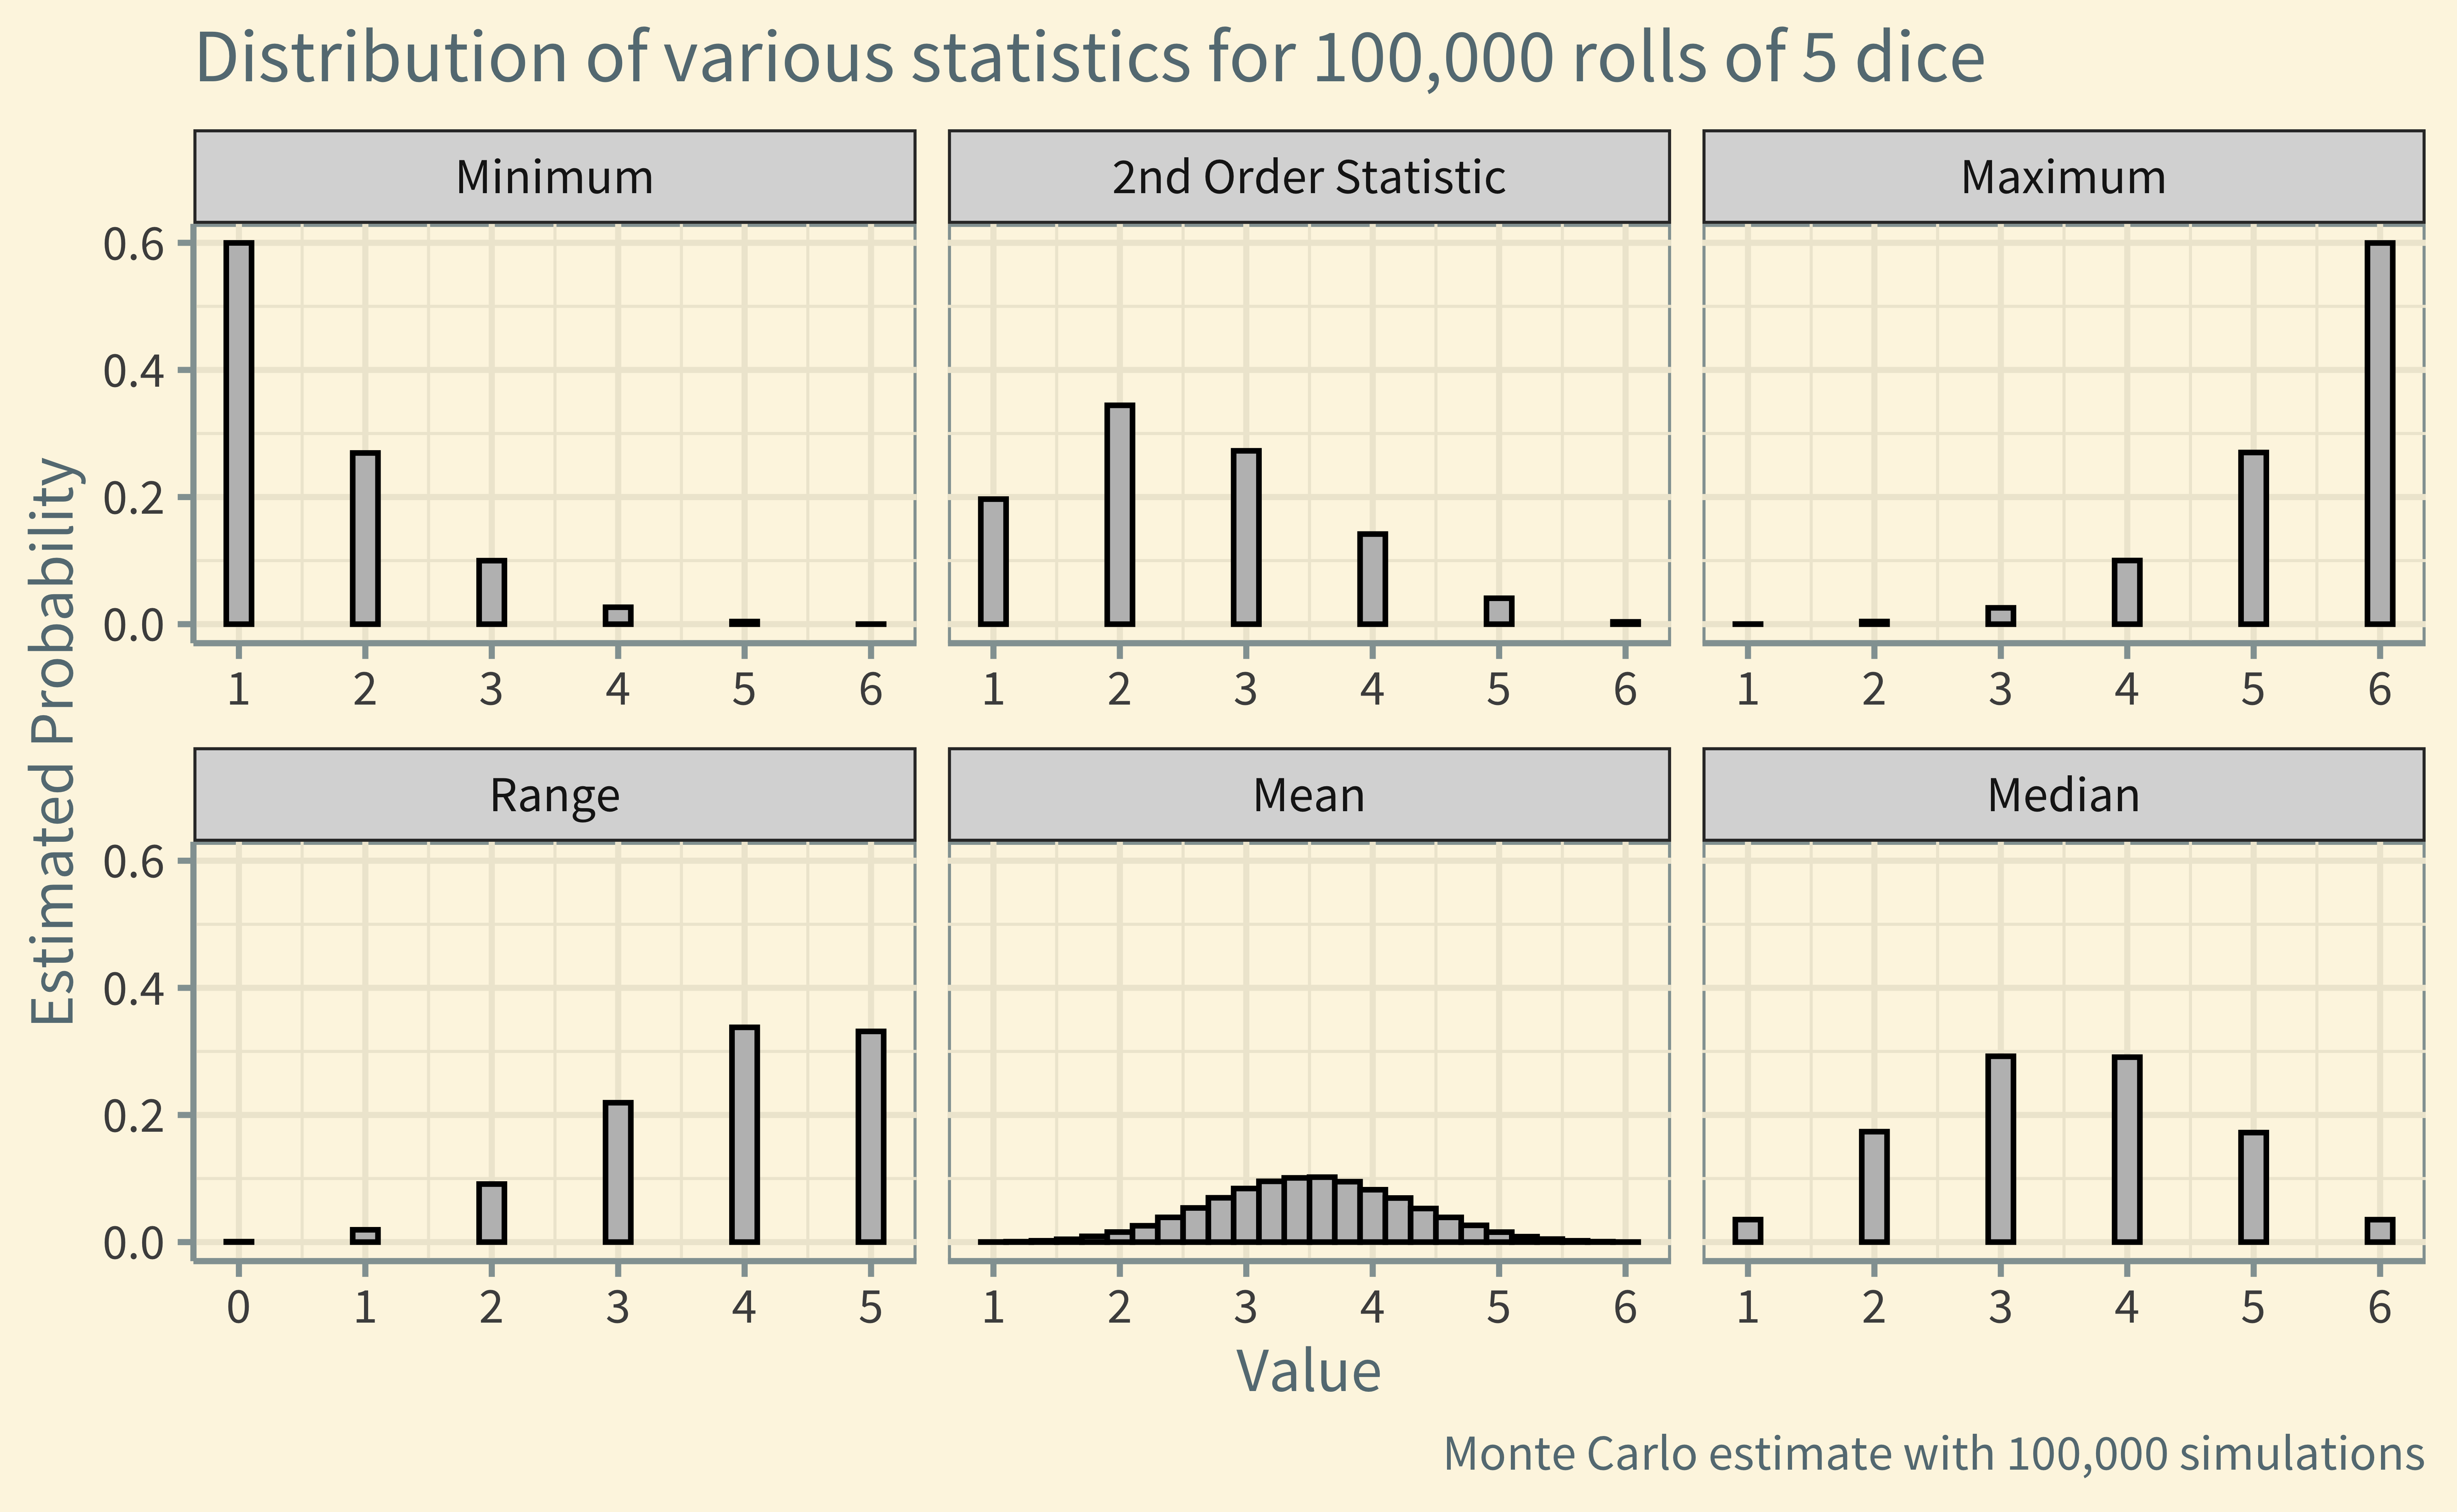 Distribution of various statistics for 100,000 rolls of 5 dice
Minimum
2nd Order Statistic
Maximum
Estimated Probability
0.6
0.4
0.2
0.0
1 2 3 4 5 6
1 2 3 4 5 6
1 2 3 4 5 6
Range
Mean
Median
0.6
0.4
0.2
0.0
0 1 2 3 4 5
1 2 3 4 5 6
1 2 3 4 5 6
Value
Monte Carlo estimate with 100,000 simulations